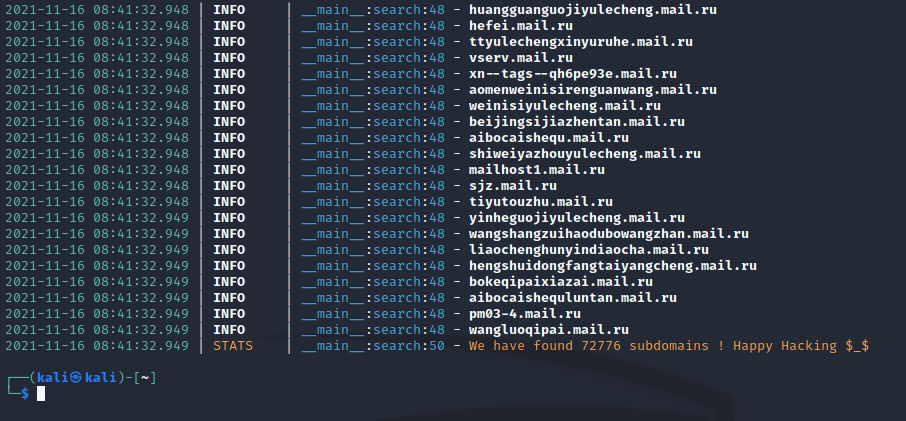 2021-11-16 08:41:32.948 | INFO     | __main__:search:48 - huangguanguojiyulecheng.mail.ru
2021-11-16 08:41:32.948 | INFO     | __main__:search:48 - hefei.mail.ru
2021-11-16 08:41:32.948 | INFO     | __main__:search:48 - ttyulechengxinyuruhe.mail.ru
2021-11-16 08:41:32.948 | INFO     | __main__:search:48 - vserv.mail.ru
2021-11-16 08:41:32.948 | INFO     | __main__:search:48 - xn--tags--qh6pe93e.mail.ru
2021-11-16 08:41:32.948 | INFO     | __main__:search:48 - aomenweinisirenguanwang.mail.ru
2021-11-16 08:41:32.948 | INFO     | __main__:search:48 - weinisiyulecheng.mail.ru
2021-11-16 08:41:32.948 | INFO     | __main__:search:48 - beijingsijiazhentan.mail.ru
2021-11-16 08:41:32.948 | INFO     | __main__:search:48 - aibocaishequ.mail.ru
2021-11-16 08:41:32.948 | INFO     | __main__:search:48 - shiweiyazhouyulecheng.mail.ru
2021-11-16 08:41:32.948 | INFO     | __main__:search:48 - mailhost1.mail.ru
2021-11-16 08:41:32.948 | INFO     | __main__:search:48 - sjz.mail.ru
2021-11-16 08:41:32.948 | INFO     | __main__:search:48 - tiyutouzhu.mail.ru
2021-11-16 08:41:32.949 | INFO     | __main__:search:48 - yinheguojiyulecheng.mail.ru
2021-11-16 08:41:32.949 | INFO     | __main__:search:48 - wangshangzuihaodubowangzhan.mail.ru
2021-11-16 08:41:32.949 | INFO     | __main__:search:48 - liaochenghunyindiaocha.mail.ru
2021-11-16 08:41:32.949 | INFO     | __main__:search:48 - hengshuidongfangtaiyangcheng.mail.ru
2021-11-16 08:41:32.949 | INFO     | __main__:search:48 - bokeqipaixiazai.mail.ru
2021-11-16 08:41:32.949 | INFO     | __main__:search:48 - aibocaishequluntan.mail.ru
2021-11-16 08:41:32.949 | INFO     | __main__:search:48 - pm03-4.mail.ru
2021-11-16 08:41:32.949 | INFO     | __main__:search:48 - wangluoqipai.mail.ru
2021-11-16 08:41:32.949 | STATS    | __main__:search:50 - We have found 72776 subdomains ! Happy Hacking $_$
┌──(kali㉿kali)-[~]
└─$